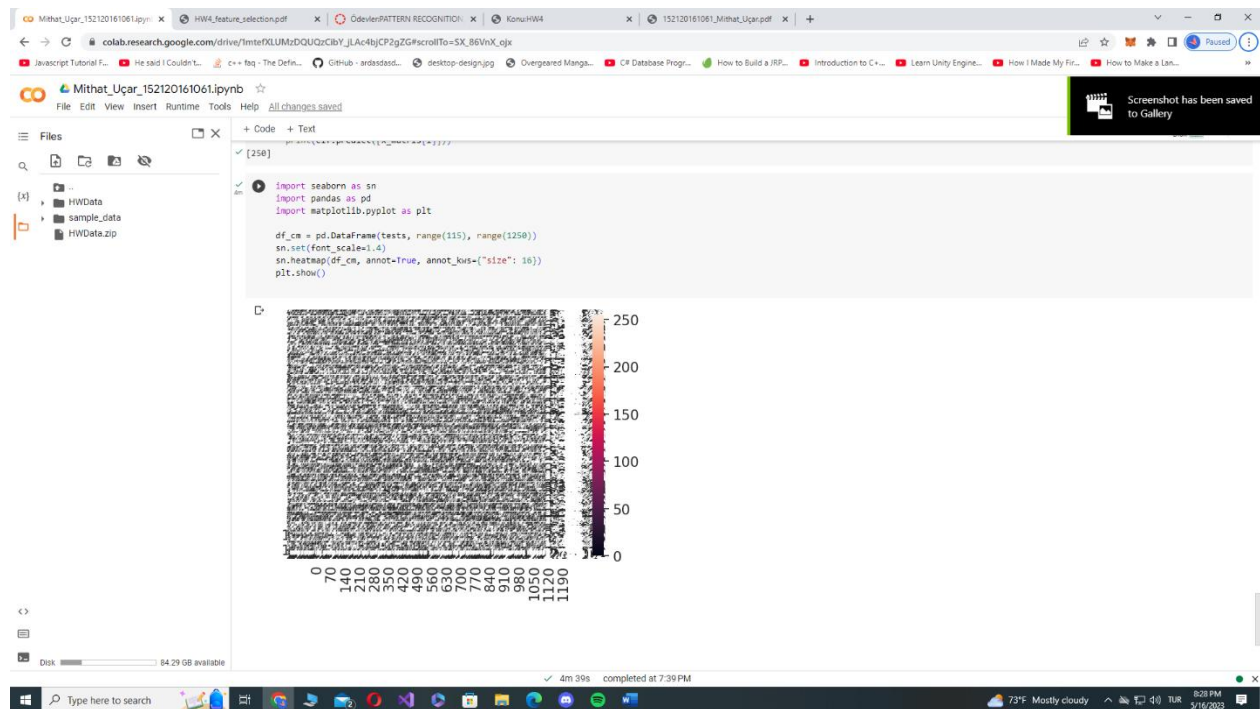 Mithat_Uçar_152120161061.ipyn
HW4_feature_selection.pdf
Ödevler:PATTERN RECOGNITION
Konu:HW4
152120161061_Mithat_Uçar.pdf
colab.research.google.com/drive/1mtefXLUMzDQUQzCibY_jLAc4bjCP2gZG#scrollTo=SX_86VnX_ojx
Paused
Javascript Tutorial F...
He said I Couldn't...
c++ faq - The Defin...
GitHub - ardasdasd...
desktop-design.jpg
Overgeared Manga...
C# Database Progr...
How to Build a JRP...
Introduction to C+...
Learn Unity Engine...
How I Made My Fir...
How to Make a Lan...
Mithat_Uçar_152120161061.ipynb
File Edit View Insert Runtime Tools Help All changes saved
Screenshot has been saved
to Gallery
Files
+ Code + Text
..
HWData
sample_data
HWData.zip
{x}
[250]
4m
import seaborn as sn
import pandas as pd
import matplotlib.pyplot as plt
df_cm = pd.DataFrame(tests, range(115), range(1250))
sn.set(font_scale=1.4)
sn.heatmap(df_cm, annot=True, annot_kws={"size": 16})
plt.show()
250
200
150
100
50
0
0
70
140
210
280
350
420
490
560
630
700
770
840
910
980
1050
1120
1190
Disk
84.29 GB available
4m 39s completed at 7:39 PM
Type here to search
73°F Mostly cloudy
TUR
8:28 PM
5/16/2023